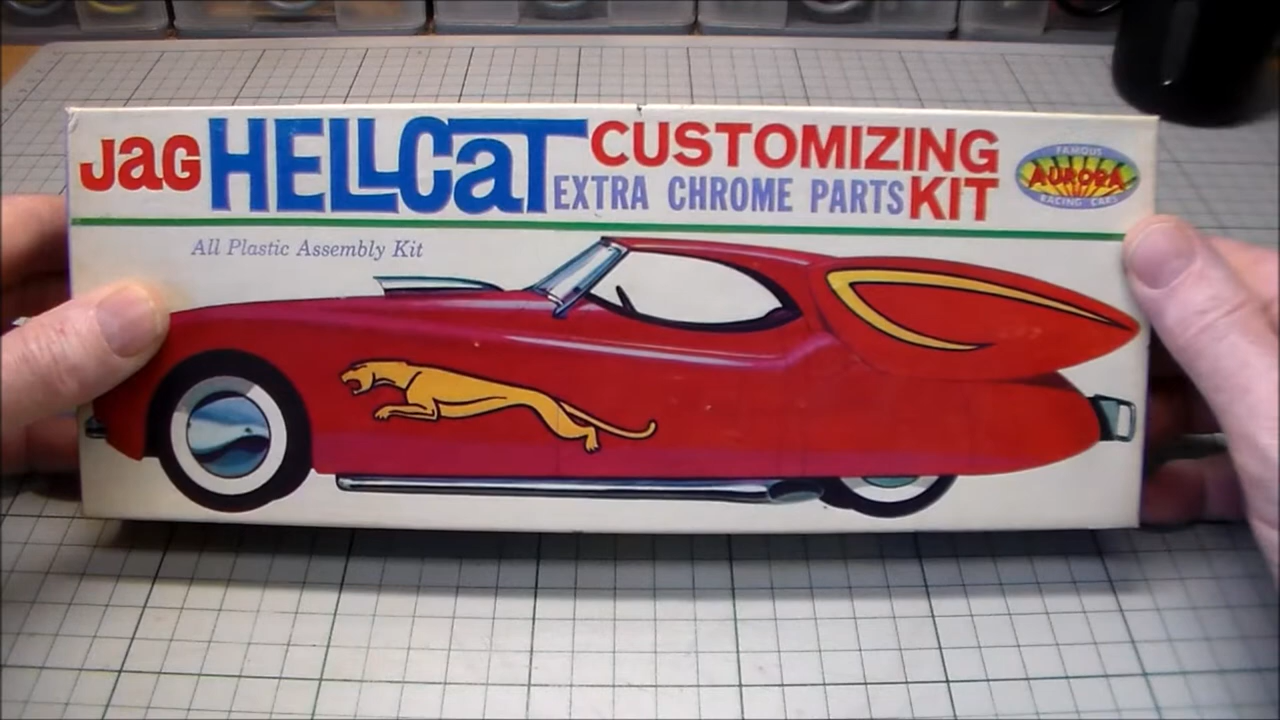 JaG HELLCaT CUSTOMIZING KIT
EXTRA CHROME PARTS
FAMOUS
AURORA
RACING CARS
All Plastic Assembly Kit